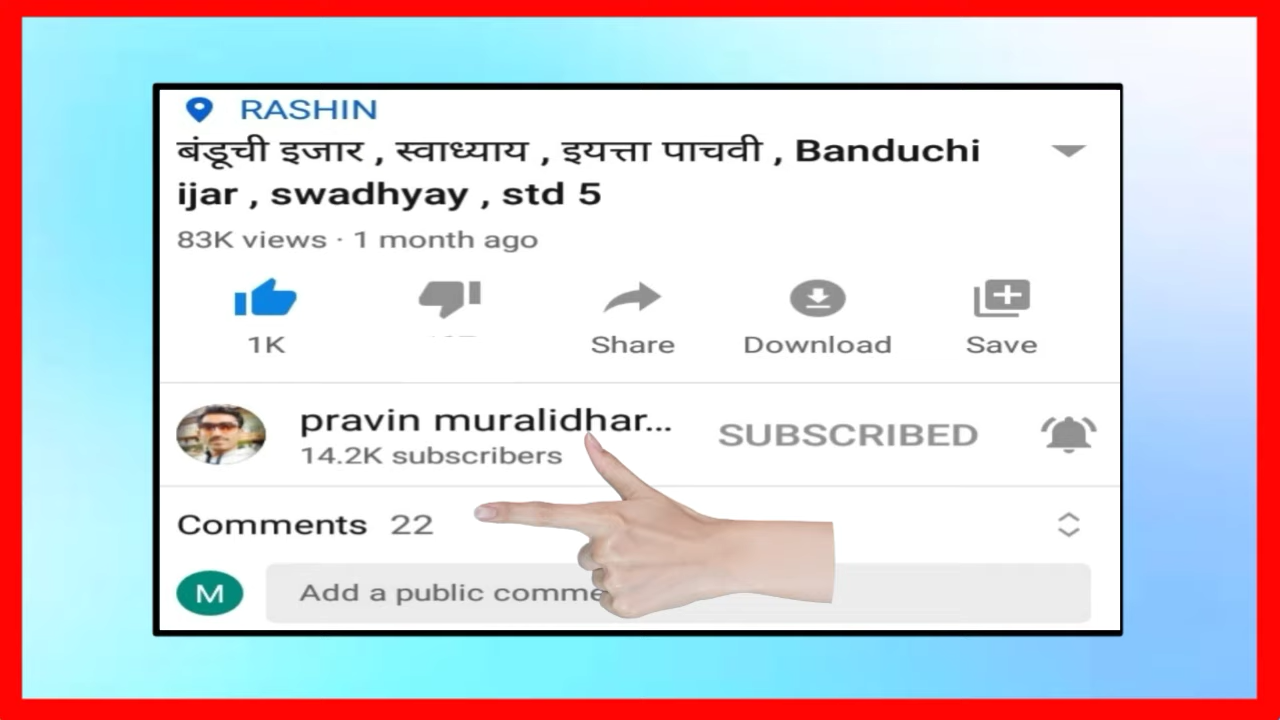 RASHIN
बंडूची इजार , स्वाध्याय , इयत्ता पाचवी , Banduchi
ijar , swadhyay , std 5
83K views · 1 month ago
1K
Share
Download
Save
pravin muralidhar...
SUBSCRIBED
14.2K subscribers
Comments 22
M
Add a public comme